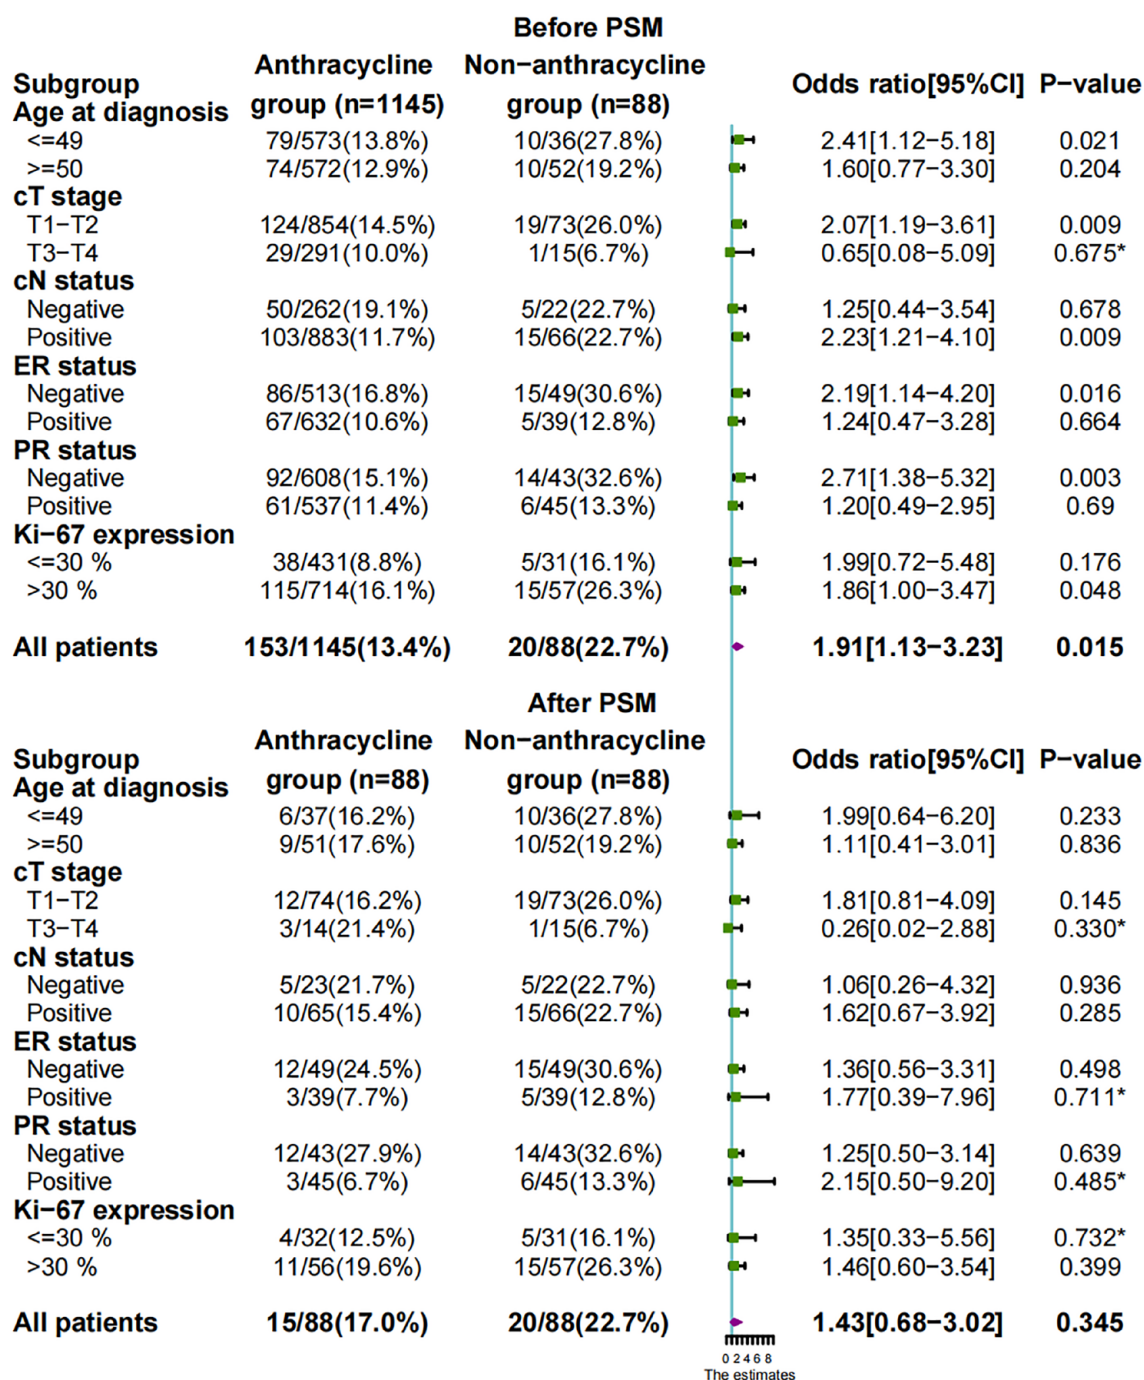 Before PSM
Subgroup Anthracycline group (n=1145) Non−anthracycline group (n=88) Odds ratio[95%CI] P−value
Age at diagnosis
<=49 79/573(13.8%) 10/36(27.8%) 2.41[1.12−5.18] 0.021
>=50 74/572(12.9%) 10/52(19.2%) 1.60[0.77−3.30] 0.204
cT stage
T1−T2 124/854(14.5%) 19/73(26.0%) 2.07[1.19−3.61] 0.009
T3−T4 29/291(10.0%) 1/15(6.7%) 0.65[0.08−5.09] 0.675*
cN status
Negative 50/262(19.1%) 5/22(22.7%) 1.25[0.44−3.54] 0.678
Positive 103/883(11.7%) 15/66(22.7%) 2.23[1.21−4.10] 0.009
ER status
Negative 86/513(16.8%) 15/49(30.6%) 2.19[1.14−4.20] 0.016
Positive 67/632(10.6%) 5/39(12.8%) 1.24[0.47−3.28] 0.664
PR status
Negative 92/608(15.1%) 14/43(32.6%) 2.71[1.38−5.32] 0.003
Positive 61/537(11.4%) 6/45(13.3%) 1.20[0.49−2.95] 0.69
Ki−67 expression
<=30 % 38/431(8.8%) 5/31(16.1%) 1.99[0.72−5.48] 0.176
>30 % 115/714(16.1%) 15/57(26.3%) 1.86[1.00−3.47] 0.048
All patients 153/1145(13.4%) 20/88(22.7%) 1.91[1.13−3.23] 0.015
After PSM
Subgroup Anthracycline group (n=88) Non−anthracycline group (n=88) Odds ratio[95%CI] P−value
Age at diagnosis
<=49 6/37(16.2%) 10/36(27.8%) 1.99[0.64−6.20] 0.233
>=50 9/51(17.6%) 10/52(19.2%) 1.11[0.41−3.01] 0.836
cT stage
T1−T2 12/74(16.2%) 19/73(26.0%) 1.81[0.81−4.09] 0.145
T3−T4 3/14(21.4%) 1/15(6.7%) 0.26[0.02−2.88] 0.330*
cN status
Negative 5/23(21.7%) 5/22(22.7%) 1.06[0.26−4.32] 0.936
Positive 10/65(15.4%) 15/66(22.7%) 1.62[0.67−3.92] 0.285
ER status
Negative 12/49(24.5%) 15/49(30.6%) 1.36[0.56−3.31] 0.498
Positive 3/39(7.7%) 5/39(12.8%) 1.77[0.39−7.96] 0.711*
PR status
Negative 12/43(27.9%) 14/43(32.6%) 1.25[0.50−3.14] 0.639
Positive 3/45(6.7%) 6/45(13.3%) 2.15[0.50−9.20] 0.485*
Ki−67 expression
<=30 % 4/32(12.5%) 5/31(16.1%) 1.35[0.33−5.56] 0.732*
>30 % 11/56(19.6%) 15/57(26.3%) 1.46[0.60−3.54] 0.399
All patients 15/88(17.0%) 20/88(22.7%) 1.43[0.68−3.02] 0.345
0 2 4 6 8
The estimates